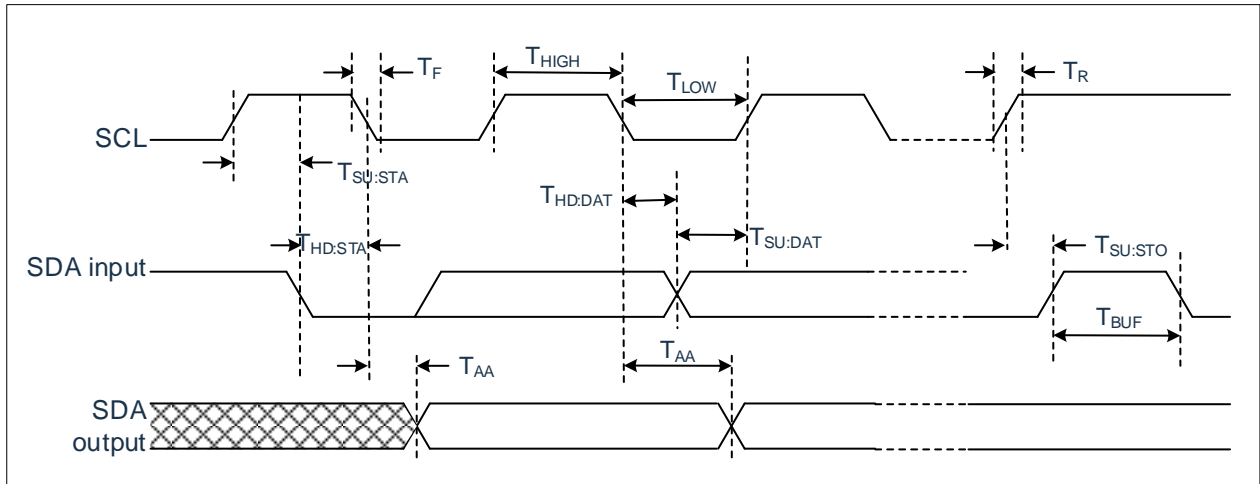 T_F
T_HIGH
T_LOW
T_R
SCL
T_SU:STA
T_HD:DAT
T_HD:STA
T_SU:DAT
T_SU:STO
SDA input
T_BUF
T_AA
T_AA
SDA
output